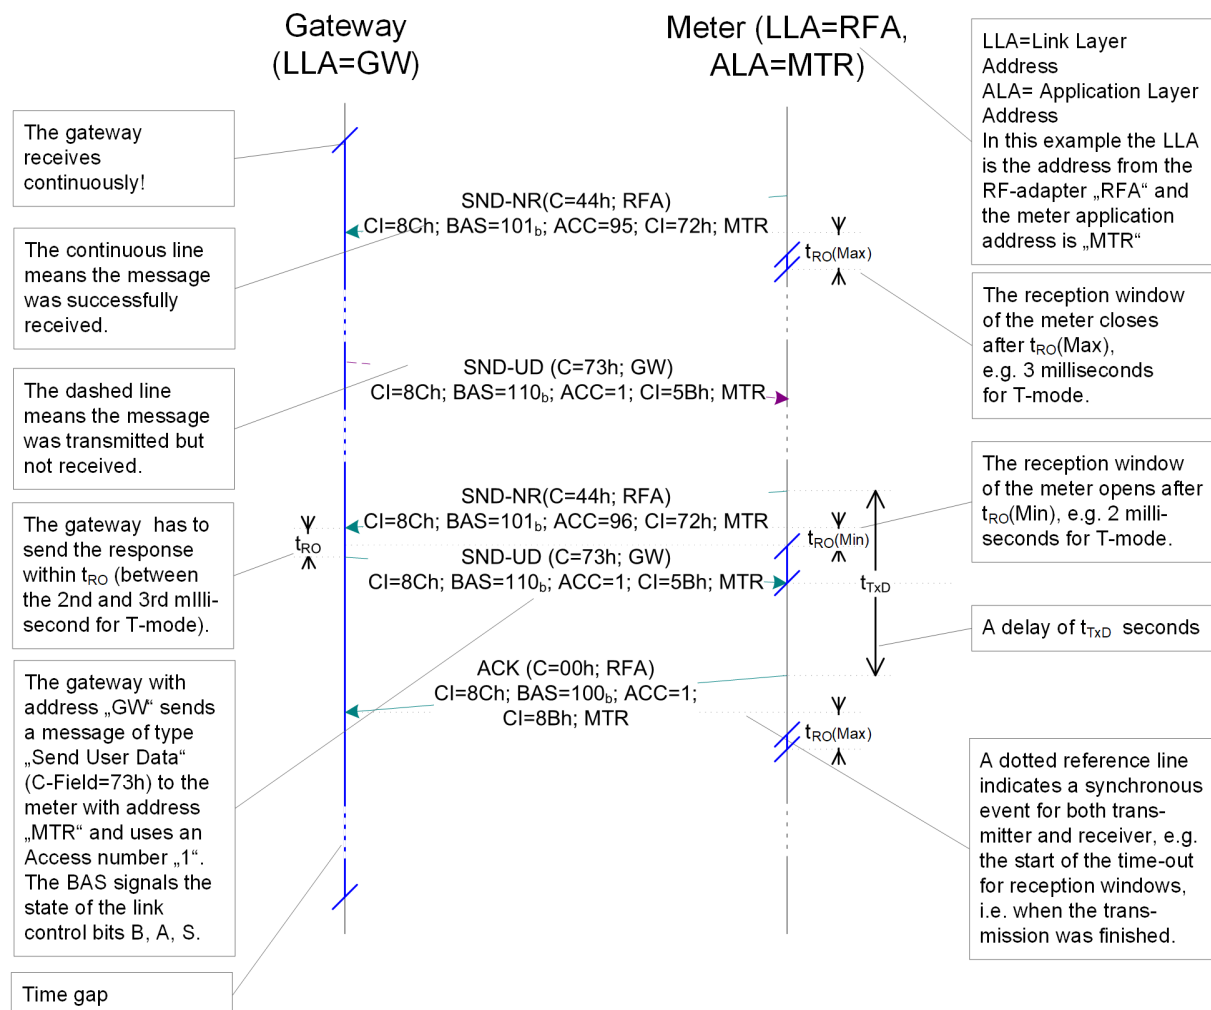 Gateway
(LLA=GW)
Meter (LLA=RFA,
ALA=MTR)
LLA=Link Layer
Address
ALA= Application Layer
Address
In this example the LLA
is the address from the
RF-adapter „RFA“ and
the meter application
address is „MTR“
The gateway
receives
continuously!
SND-NR(C=44h; RFA)
CI=8Ch; BAS=101b; ACC=95; CI=72h; MTR
tRO(Max)
The continuous line
means the message
was successfully
received.
The reception window
of the meter closes
after tRO(Max),
e.g. 3 milliseconds
for T-mode.
SND-UD (C=73h; GW)
CI=8Ch; BAS=110b; ACC=1; CI=5Bh; MTR
The dashed line
means the message
was transmitted but
not received.
The reception window
of the meter opens after
tRO(Min), e.g. 2 milli-
seconds for T-mode.
SND-NR(C=44h; RFA)
CI=8Ch; BAS=101b; ACC=96; CI=72h; MTR
tRO
tRO(Min)
The gateway  has to
send the response
within tRO (between
the 2nd and 3rd mIlli-
second for T-mode).
SND-UD (C=73h; GW)
CI=8Ch; BAS=110b; ACC=1; CI=5Bh; MTR
tTxD
A delay of tTxD  seconds
ACK (C=00h; RFA)
CI=8Ch; BAS=100b; ACC=1;
CI=8Bh; MTR
tRO(Max)
The gateway with
address „GW“ sends
a message of type
„Send User Data“
(C-Field=73h) to the
meter with address
„MTR“ and uses an
Access number „1“.
The BAS signals the
state of the link
control bits B, A, S.
A dotted reference line
indicates a synchronous
event for both trans-
mitter and receiver, e.g.
the start of the time-out
for reception windows,
i.e. when the trans-
mission was finished.
Time gap